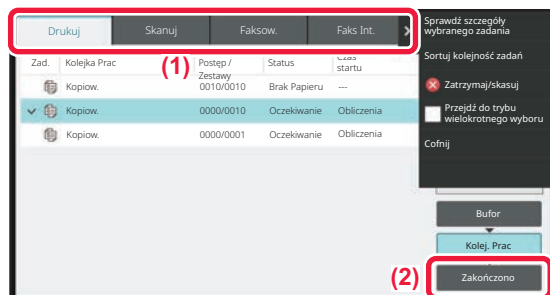 Drukuj
Skanuj
Faksow.
Faks Int.
(1)
Zad.
Kolejka Prac
Postęp /
Zestawy
Status
Czas
startu
Kopiow.
0010/0010
Brak Papieru
---
Kopiow.
0000/0010
Oczekiwanie
Obliczenia
Kopiow.
0000/0001
Oczekiwanie
Obliczenia
Sprawdź szczegóły
wybranego zadania
Sortuj kolejność zadań
Zatrzymaj/skasuj
Przejdź do trybu
wielokrotnego wyboru
Cofnij
Bufor
Kolej. Prac
(2)
Zakończono